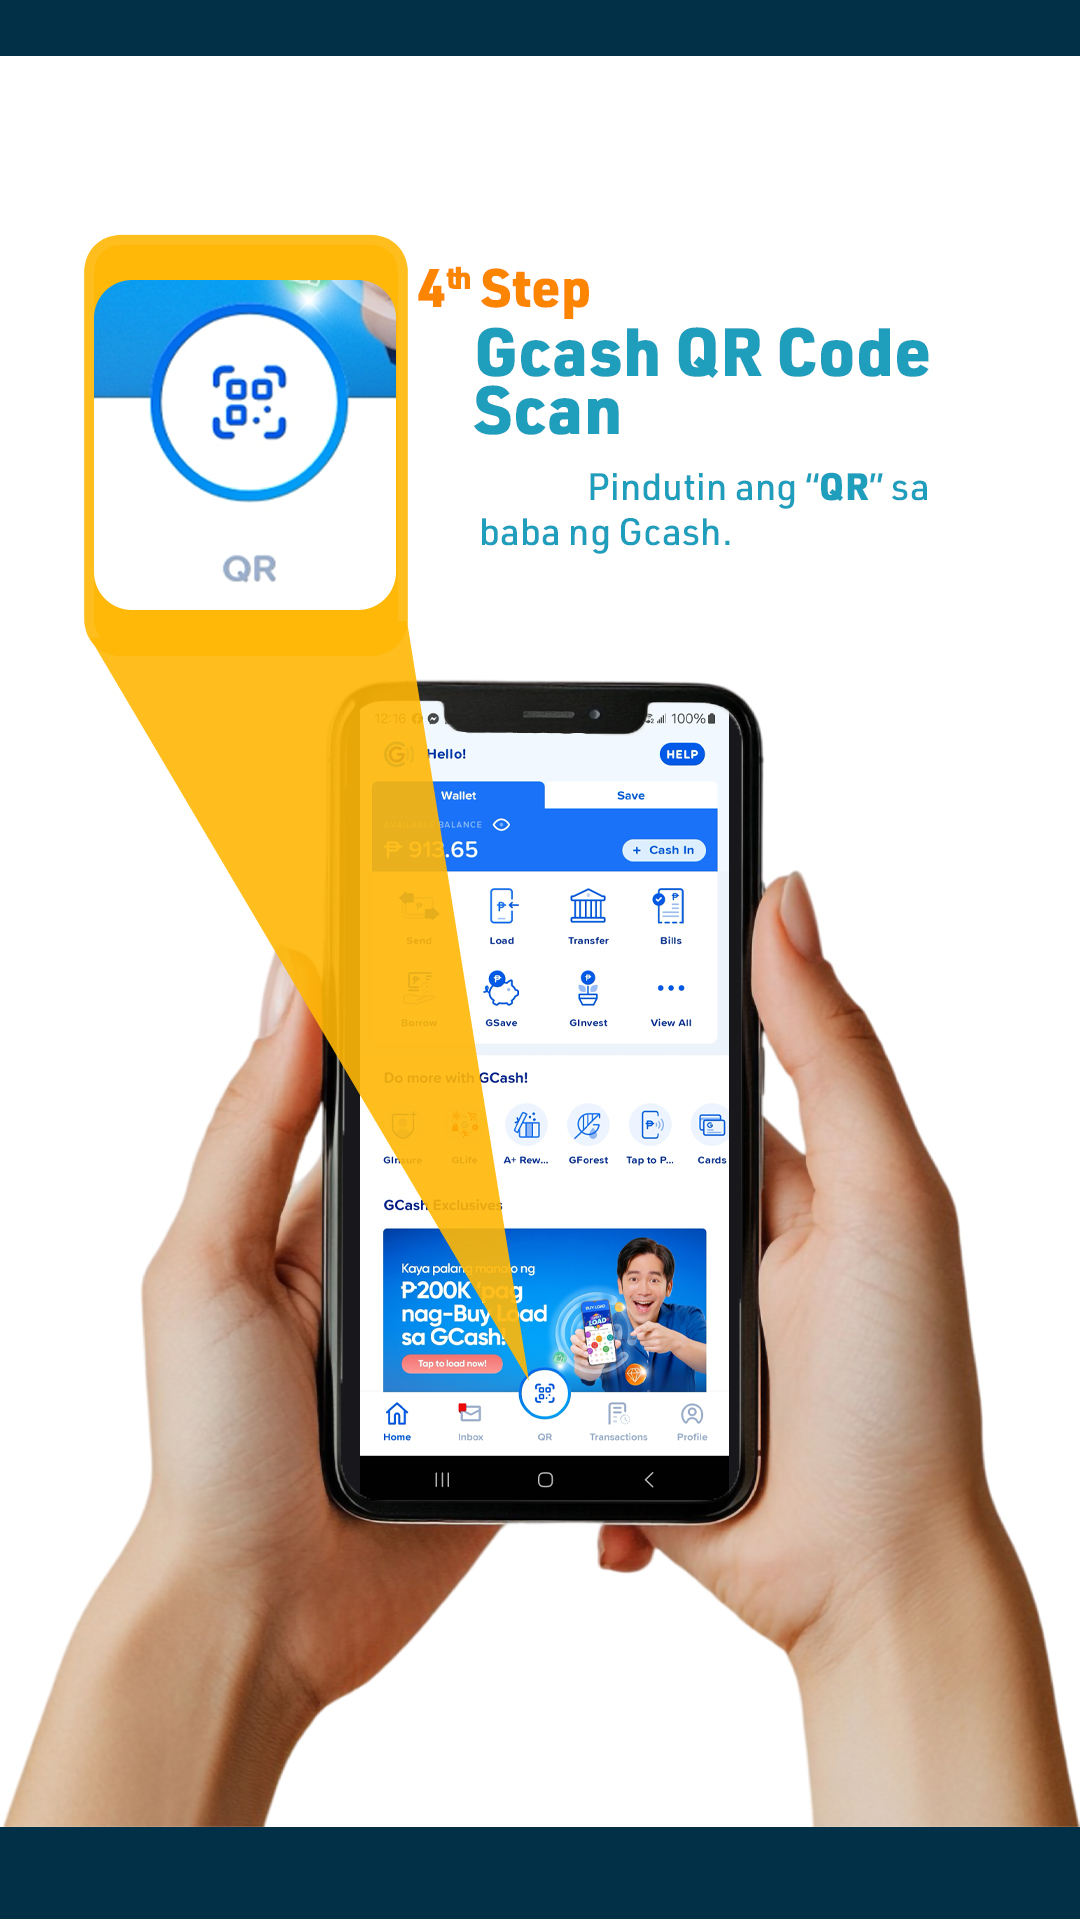 4th Step
Gcash QR Code
Scan
Pindutin ang “QR” sa
baba ng Gcash.
QR
12:16
100%
Hello!
HELP
Wallet
Save
AVAILABLE BALANCE
₱ 913.65
+ Cash In
Send
Load
Transfer
Bills
Borrow
GSave
GInvest
View All
Do more with GCash!
GInsure
GLife
A+ Rew...
GForest
Tap to P...
Cards
GCash Exclusives
Kaya palang manalo ng
₱200K ‘pag
nag-Buy Load
sa GCash!
Tap to load now!
BUY LOAD
LOAD
Home
Inbox
QR
Transactions
Profile